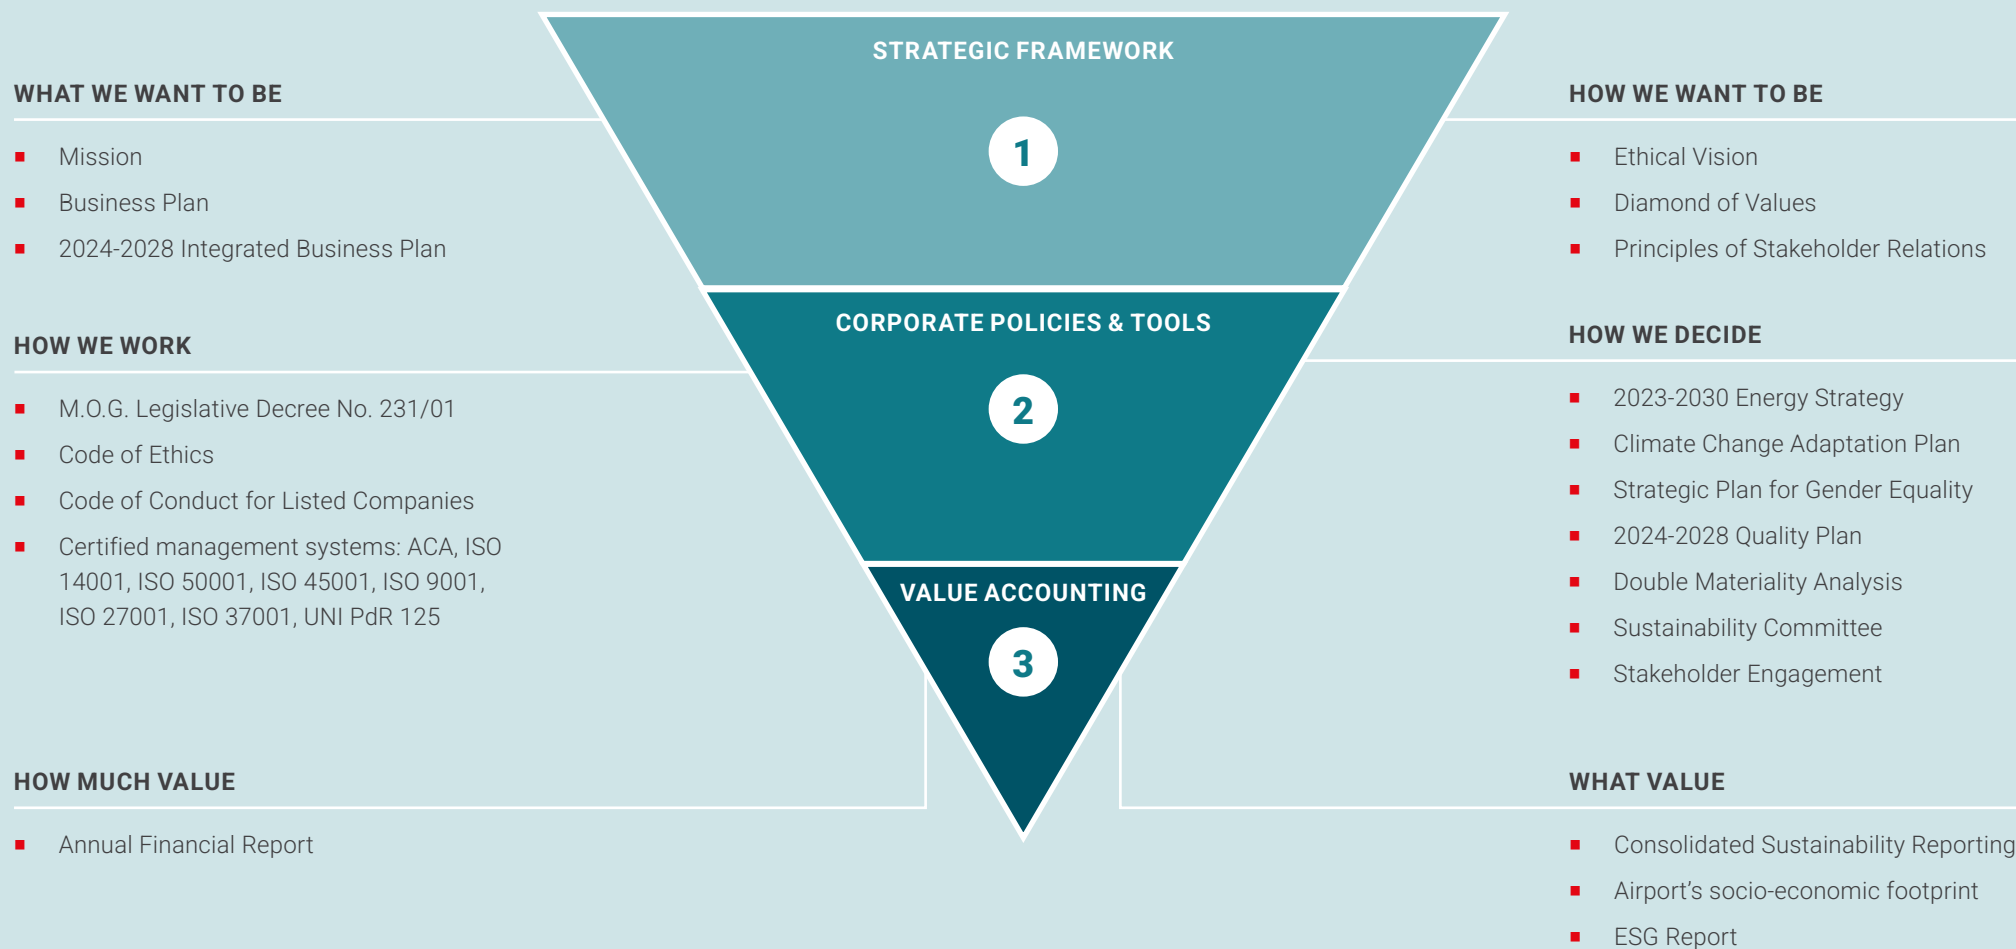 STRATEGIC FRAMEWORK
1
WHAT WE WANT TO BE
Mission
Business Plan
2024-2028 Integrated Business Plan
HOW WE WANT TO BE
Ethical Vision
Diamond of Values
Principles of Stakeholder Relations
CORPORATE POLICIES & TOOLS
2
HOW WE WORK
M.O.G. Legislative Decree No. 231/01
Code of Ethics
Code of Conduct for Listed Companies
Certified management systems: ACA, ISO
14001, ISO 50001, ISO 45001, ISO 9001,
ISO 27001, ISO 37001, UNI PdR 125
HOW WE DECIDE
2023-2030 Energy Strategy
Climate Change Adaptation Plan
Strategic Plan for Gender Equality
2024-2028 Quality Plan
Double Materiality Analysis
Sustainability Committee
Stakeholder Engagement
VALUE ACCOUNTING
3
HOW MUCH VALUE
Annual Financial Report
WHAT VALUE
Consolidated Sustainability Reporting
Airport's socio-economic footprint
ESG Report